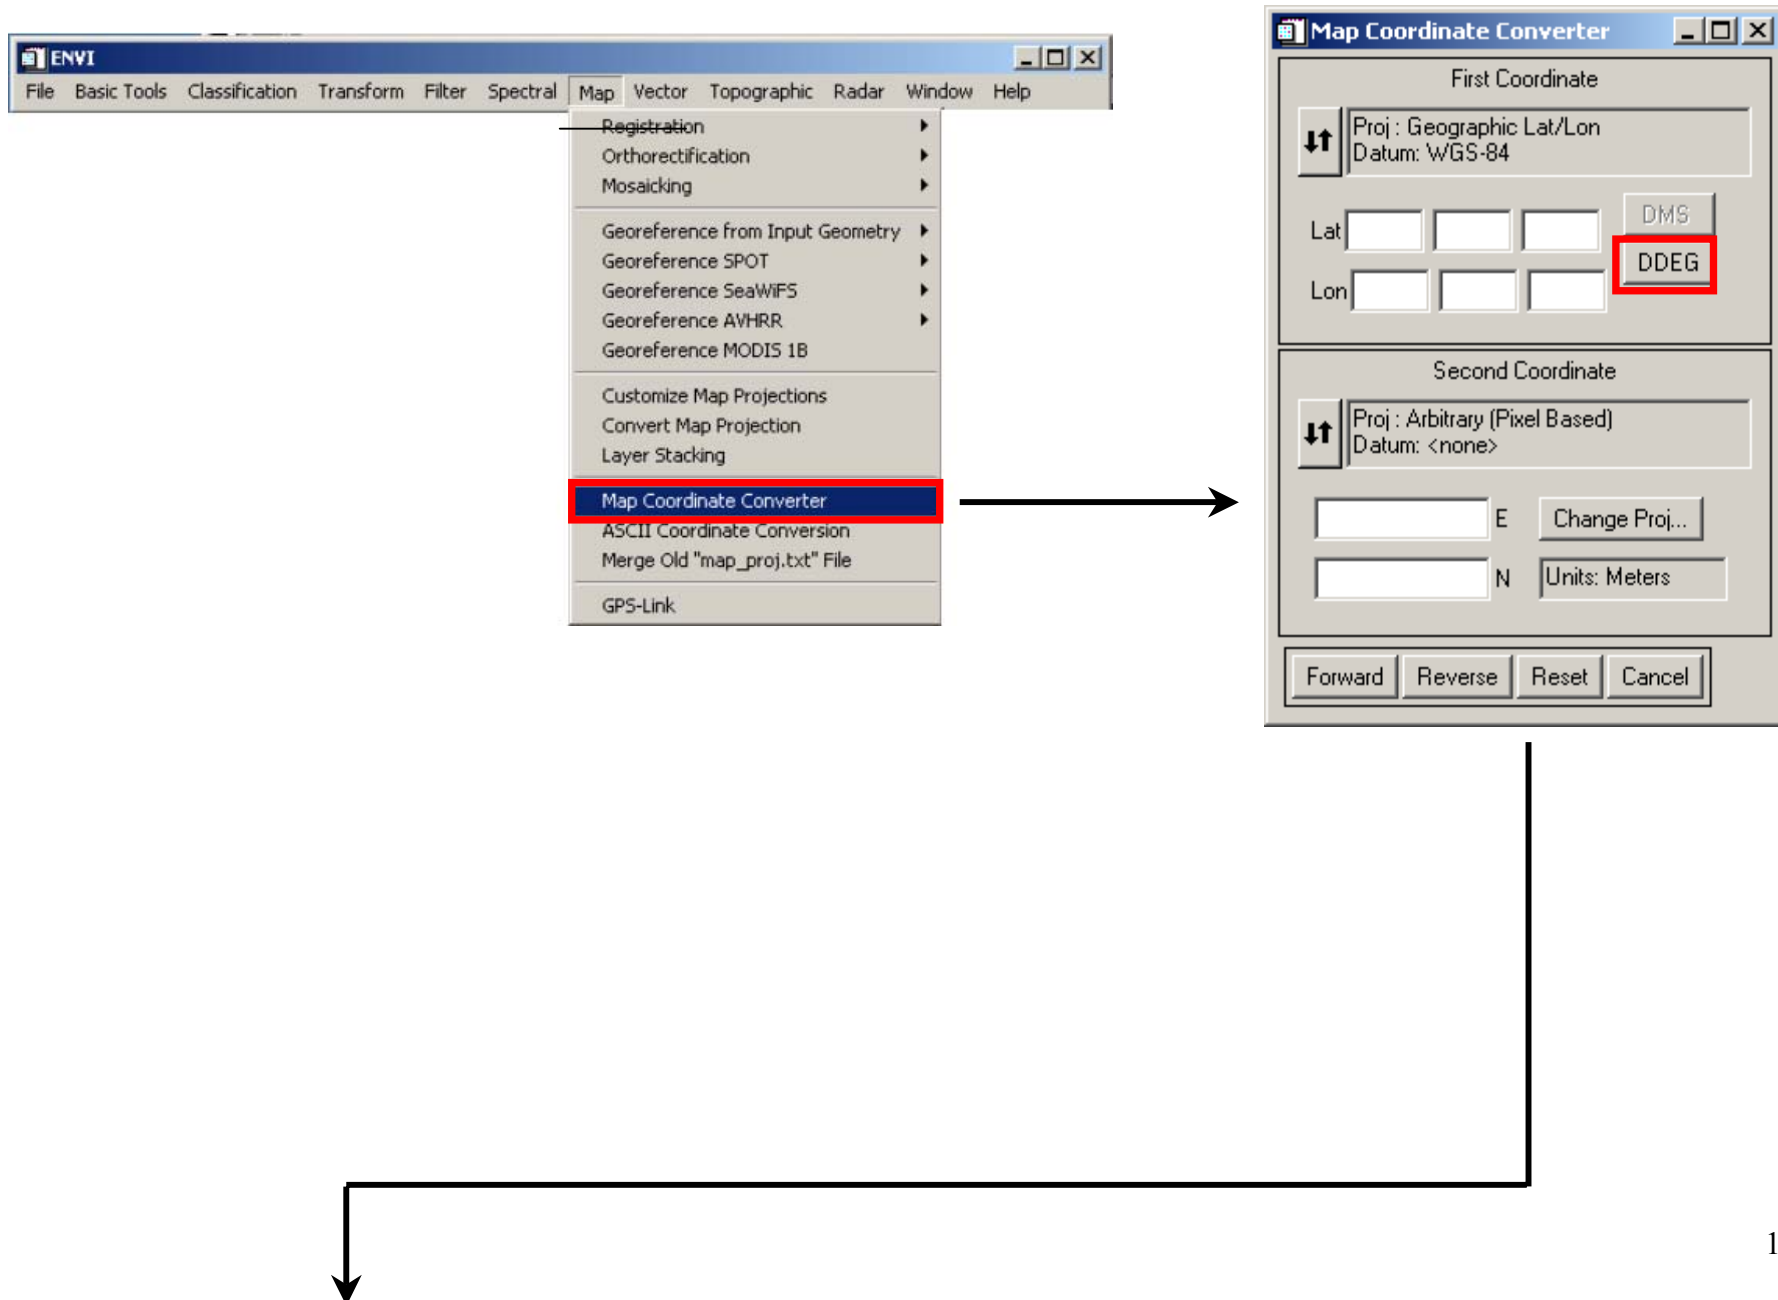 ENVI
File Basic Tools Classification Transform Filter Spectral Map Vector Topographic Radar Window Help
Registration
Orthorectification
Mosaicking
Georeference from Input Geometry
Georeference SPOT
Georeference SeaWiFS
Georeference AVHRR
Georeference MODIS 1B
Customize Map Projections
Convert Map Projection
Layer Stacking
Map Coordinate Converter
ASCII Coordinate Conversion
Merge Old "map_proj.txt" File
GPS-Link
Map Coordinate Converter
First Coordinate
Proj : Geographic Lat/Lon
Datum: WGS-84
Lat
DMS
DDEG
Lon
Second Coordinate
Proj : Arbitrary (Pixel Based)
Datum: <none>
E Change Proj...
N Units: Meters
Forward Reverse Reset Cancel
1